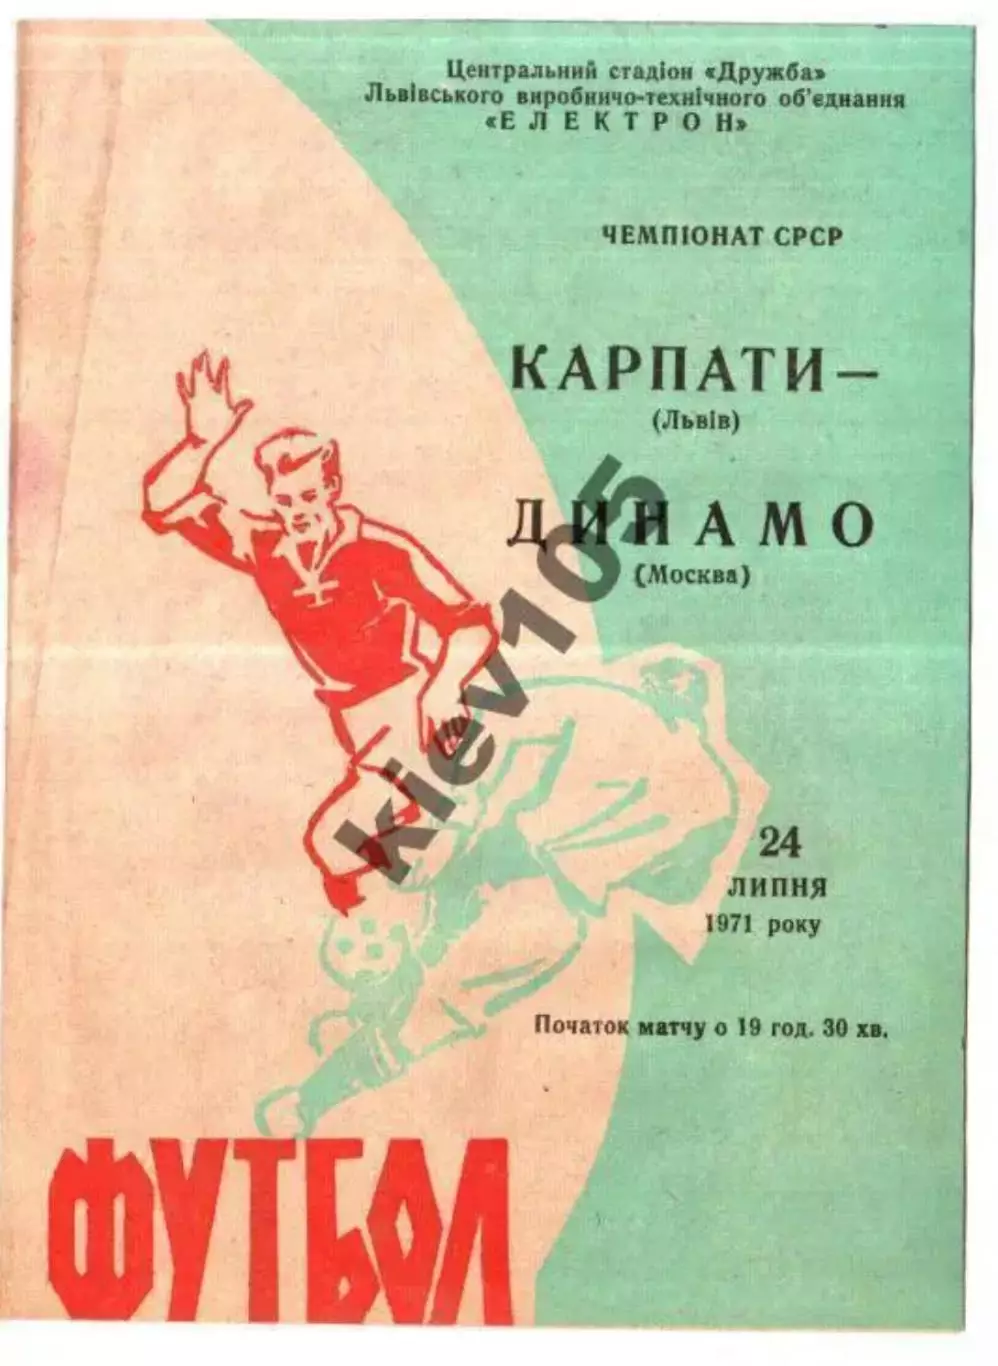 Центральний стадіон «Дружба»
Львівського виробничо-технічного об'єднання
«ЕЛЕКТРОН»
ЧЕМПІОНАТ СРСР
КАРПАТИ —
(Львів)
ДИНАМО
(Москва)
24
ЛИПНЯ
1971 року
Початок матчу о 19 год. 30 хв.
ФУТБОЛ
kiev105